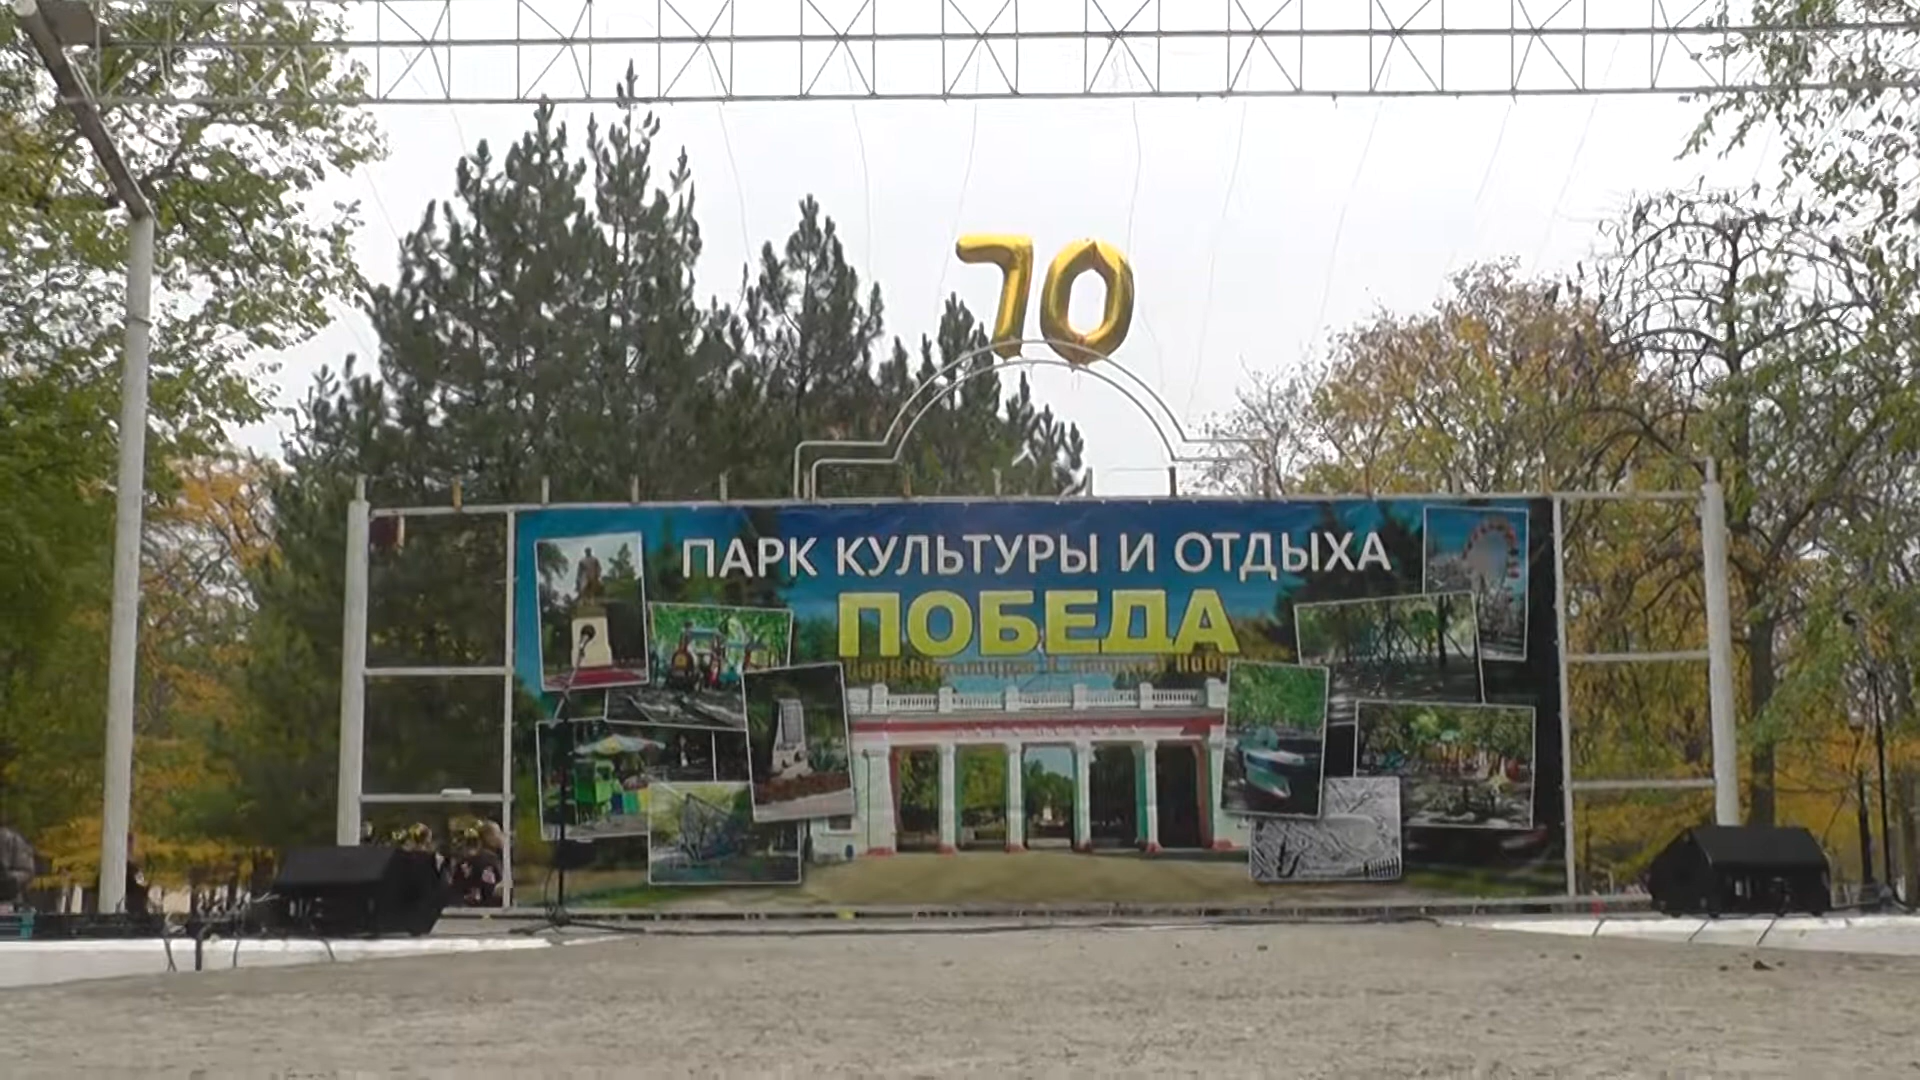 70
ПАРК КУЛЬТУРЫ И ОТДЫХА
ПОБЕДА